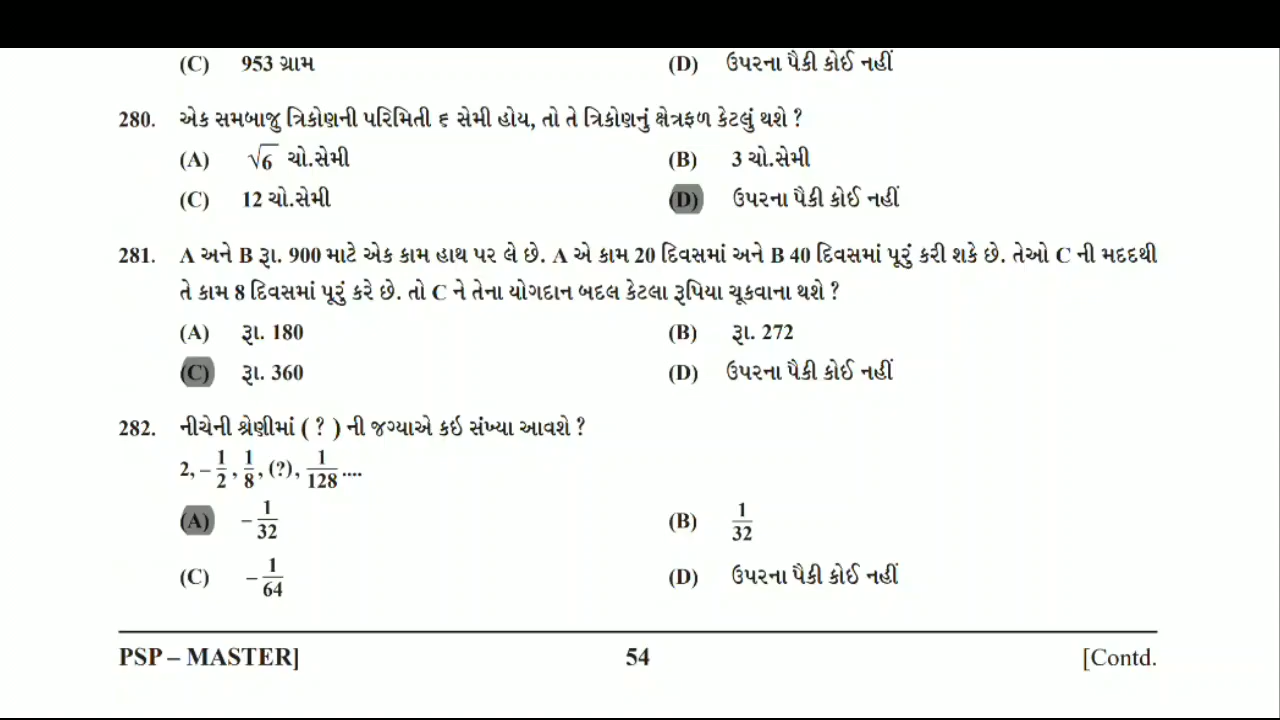 (C) 953 ગ્રામ (D) ઉપરના પૈકી કોઈ નહીં
280. એક સમબાજુ ત્રિકોણની પરિમિતી ૬ સેમી હોય, તો તે ત્રિકોણનું ક્ષેત્રફળ કેટલું થશે ?
(A) √6 ચો.સેમી (B) 3 ચો.સેમી
(C) 12 ચો.સેમી (D) ઉપરના પૈકી કોઈ નહીં
281. A અને B રૂા. 900 માટે એક કામ હાથ પર લે છે. A એ કામ 20 દિવસમાં અને B 40 દિવસમાં પૂરું કરી શકે છે. તેઓ C ની મદદથી
તે કામ 8 દિવસમાં પૂરું કરે છે. તો C ને તેના યોગદાન બદલ કેટલા રૂપિયા ચૂકવાના થશે ?
(A) રૂા. 180 (B) રૂા. 272
(C) રૂા. 360 (D) ઉપરના પૈકી કોઈ નહીં
282. નીચેની શ્રેણીમાં ( ? ) ની જગ્યાએ કઇ સંખ્યા આવશે ?
2, – 1/2 , 1/8 , (?), 1/128 ....
(A) – 1/32 (B) 1/32
(C) – 1/64 (D) ઉપરના પૈકી કોઈ નહીં
PSP – MASTER] 54 [Contd.